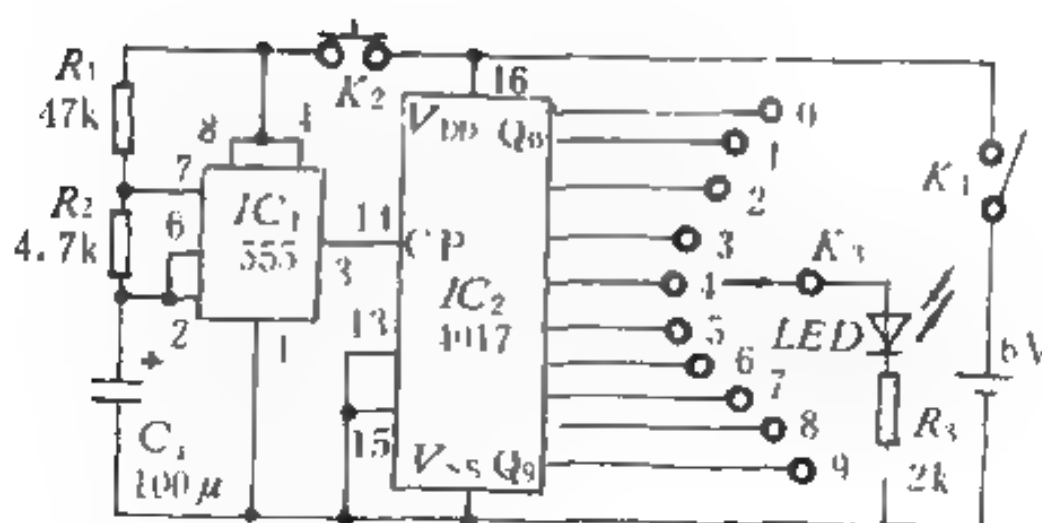 R1
47k
R2
4.7k
C1
100μ
8
4
7
6
2
3
1
IC1
555
K2
16
VDD
Q0
14
CP
13
IC2
4017
15
VSS
Q9
0
1
2
3
4
5
6
7
8
9
K3
LED
R3
2k
K1
6V